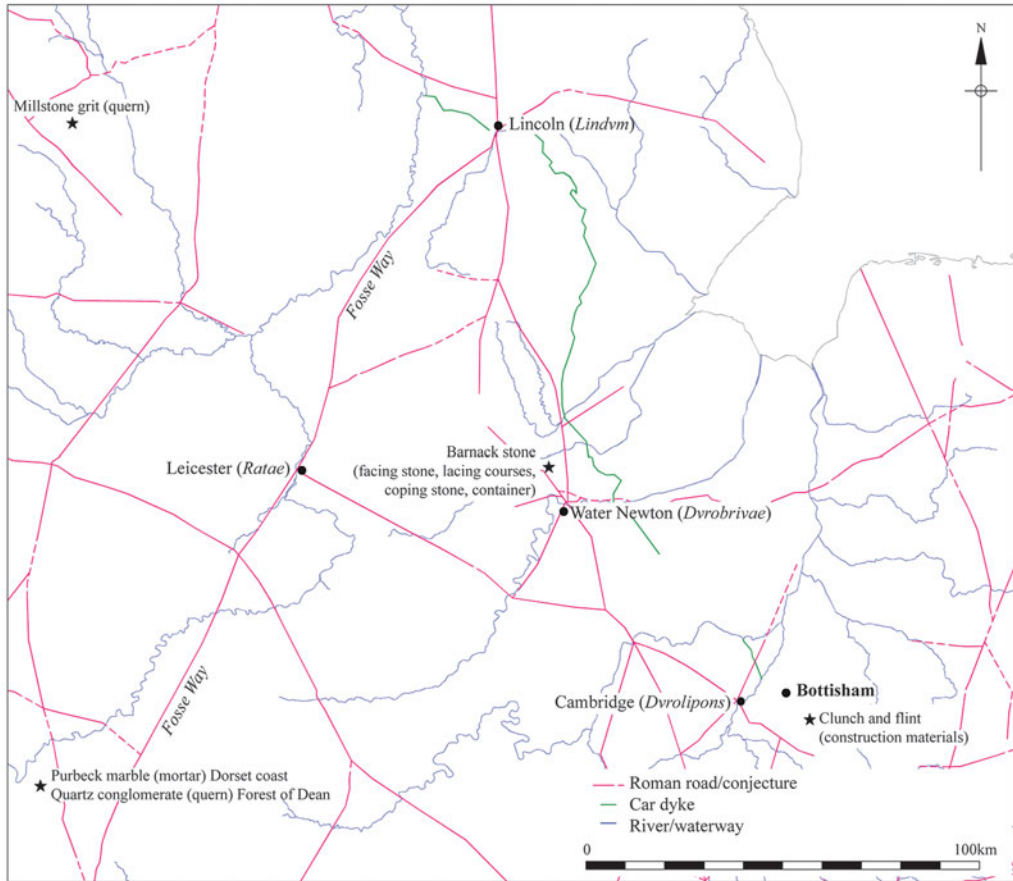 N
Millstone grit (quern)
Lincoln (Lindvm)
Fosse Way
Barnack stone
(facing stone, lacing courses,
coping stone, container)
Leicester (Ratae)
Water Newton (Dvrobrivae)
Fosse Way
Bottisham
Cambridge (Dvrolipons)
Clunch and flint
(construction materials)
Purbeck marble (mortar) Dorset coast
Quartz conglomerate (quern) Forest of Dean
Roman road/conjecture
Car dyke
River/waterway
0 100km